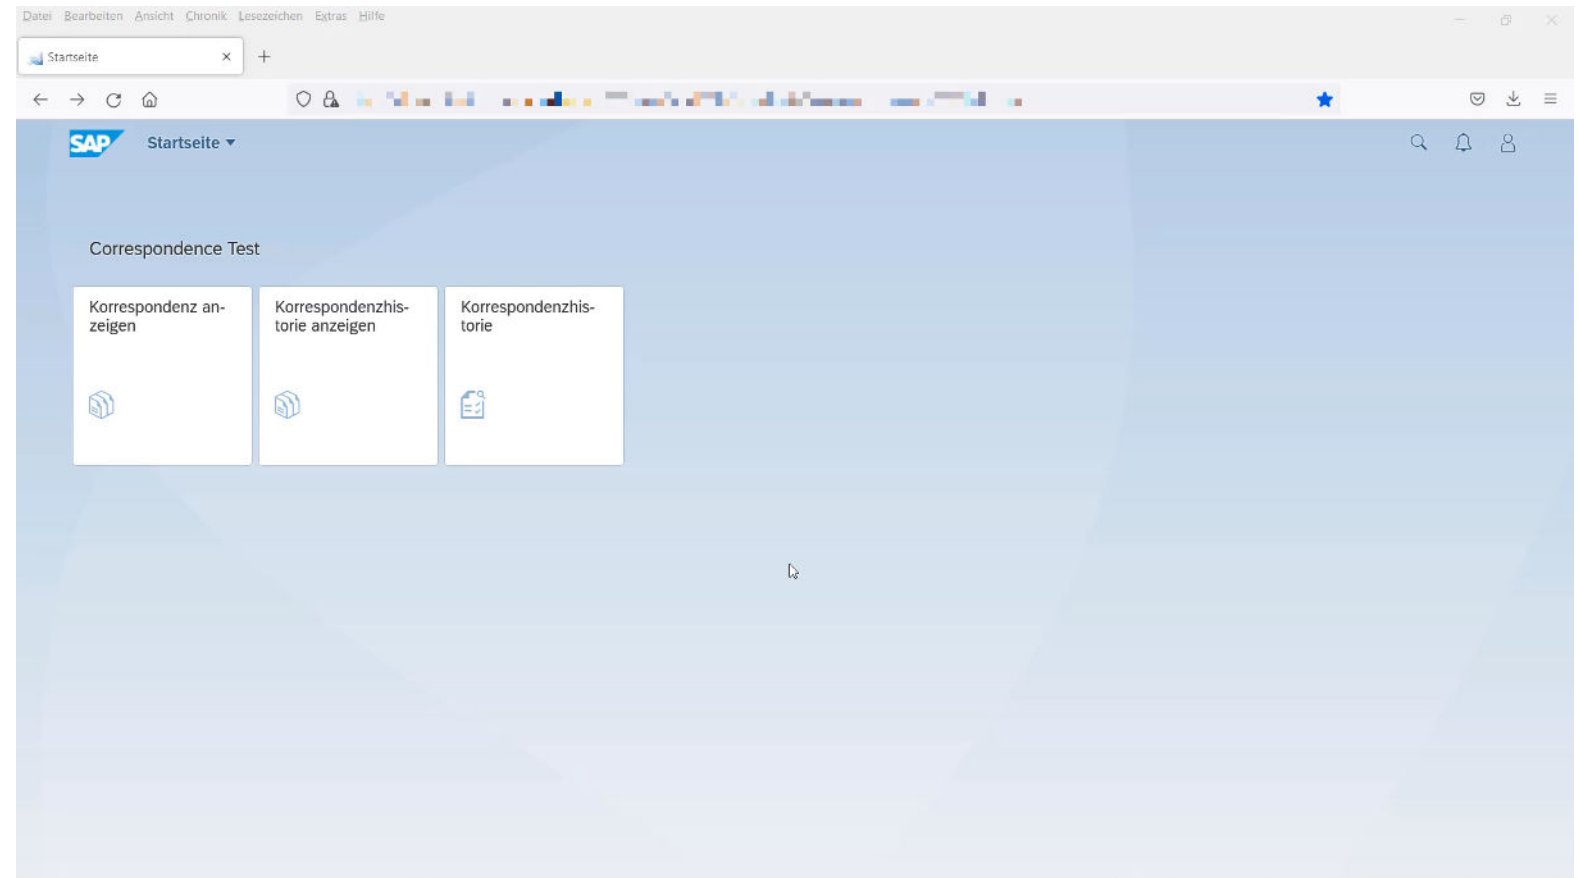 Datei Bearbeiten Ansicht Chronik Lesezeichen Extras Hilfe
Startseite
SAP Startseite
Correspondence Test
Korrespondenz an-
zeigen
Korrespondenzhis-
torie anzeigen
Korrespondenzhis-
torie